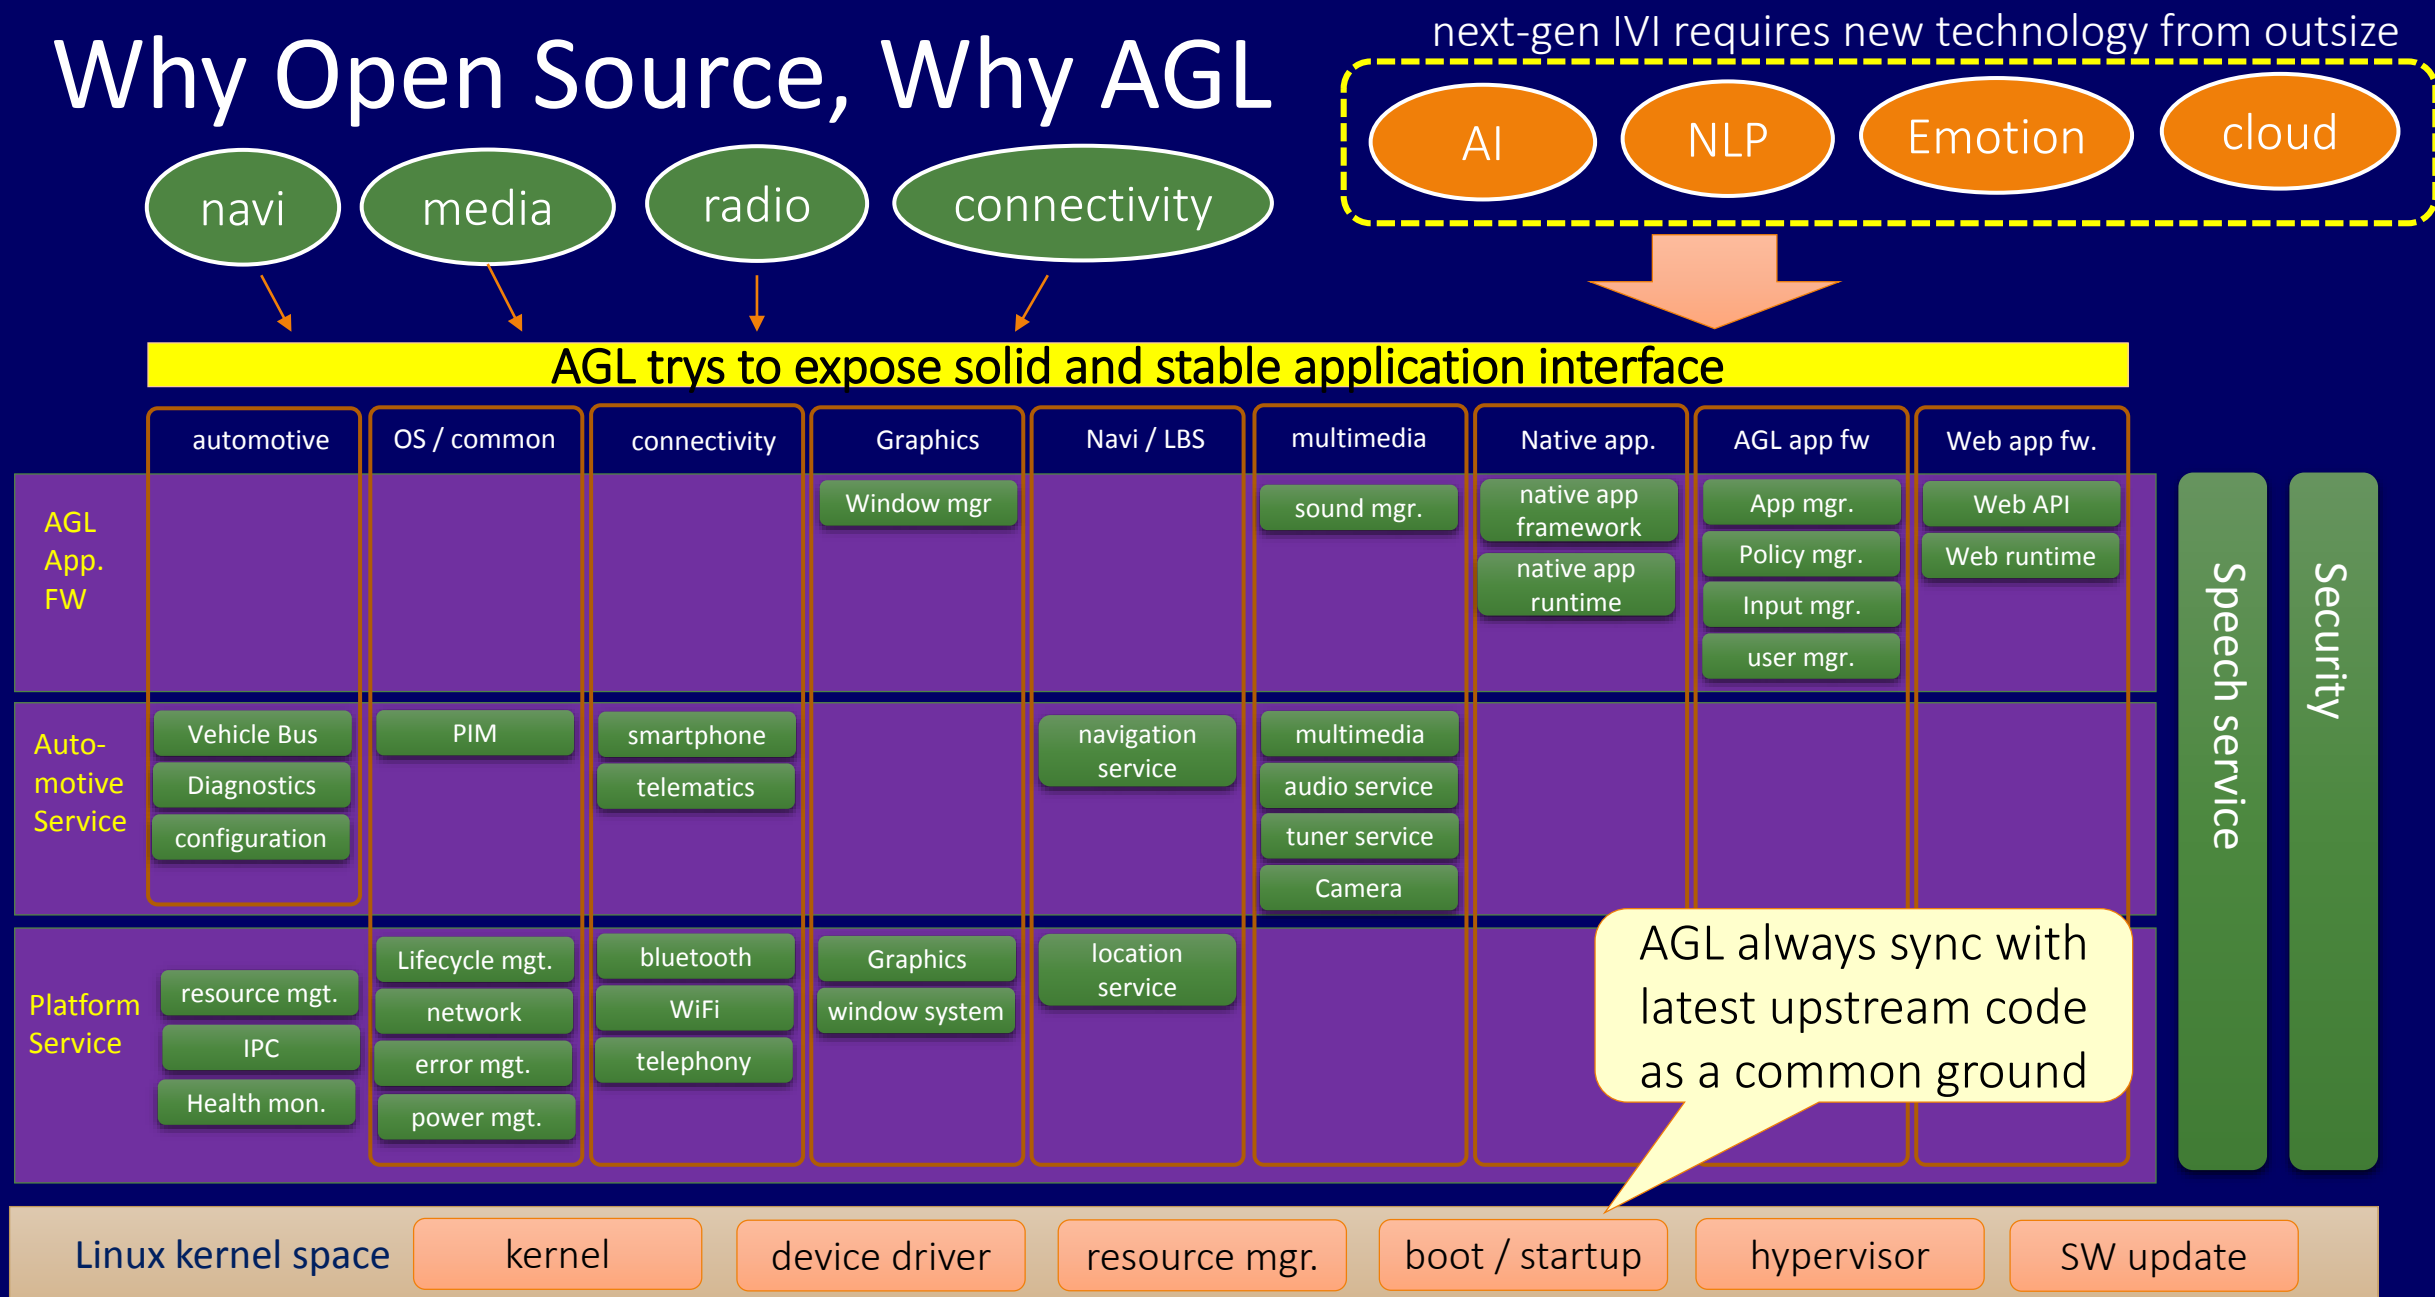 Why Open Source, Why AGL
next-gen IVI requires new technology from outsize
AI
NLP
Emotion
cloud
navi
media
radio
connectivity
AGL trys to expose solid and stable application interface
automotive
OS / common
connectivity
Graphics
Navi / LBS
multimedia
Native app.
AGL app fw
Web app fw.
AGL
App.
FW
Window mgr
sound mgr.
native app
framework
native app
runtime
App mgr.
Policy mgr.
Input mgr.
user mgr.
Web API
Web runtime
Auto-
motive
Service
Vehicle Bus
Diagnostics
configuration
PIM
smartphone
telematics
navigation
service
multimedia
audio service
tuner service
Camera
Platform
Service
resource mgt.
IPC
Health mon.
Lifecycle mgt.
network
error mgt.
power mgt.
bluetooth
WiFi
telephony
Graphics
window system
location
service
AGL always sync with
latest upstream code
as a common ground
Speech service
Security
Linux kernel space
kernel
device driver
resource mgr.
boot / startup
hypervisor
SW update